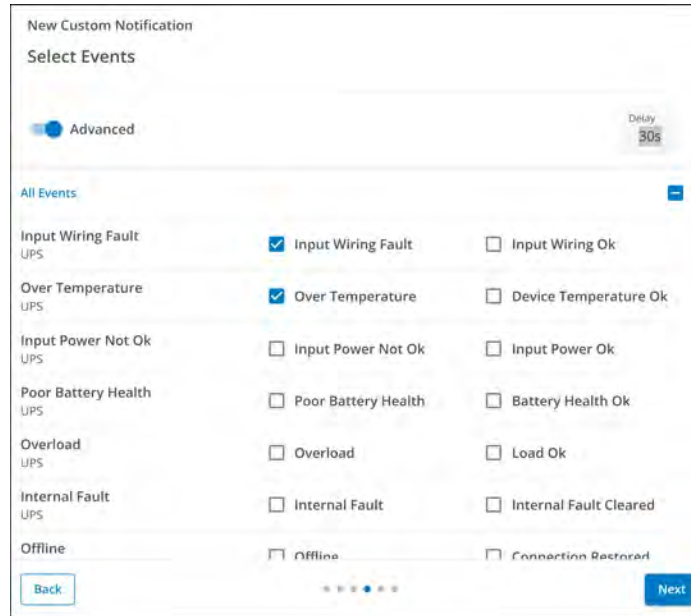 New Custom Notification
Select Events
Advanced
Delay
30s
All Events
Input Wiring Fault
UPS
Input Wiring Fault
Input Wiring Ok
Over Temperature
UPS
Over Temperature
Device Temperature Ok
Input Power Not Ok
UPS
Input Power Not Ok
Input Power Ok
Poor Battery Health
UPS
Poor Battery Health
Battery Health Ok
Overload
UPS
Overload
Load Ok
Internal Fault
UPS
Internal Fault
Internal Fault Cleared
Offline
Offline
Connection Restored
Back
Next